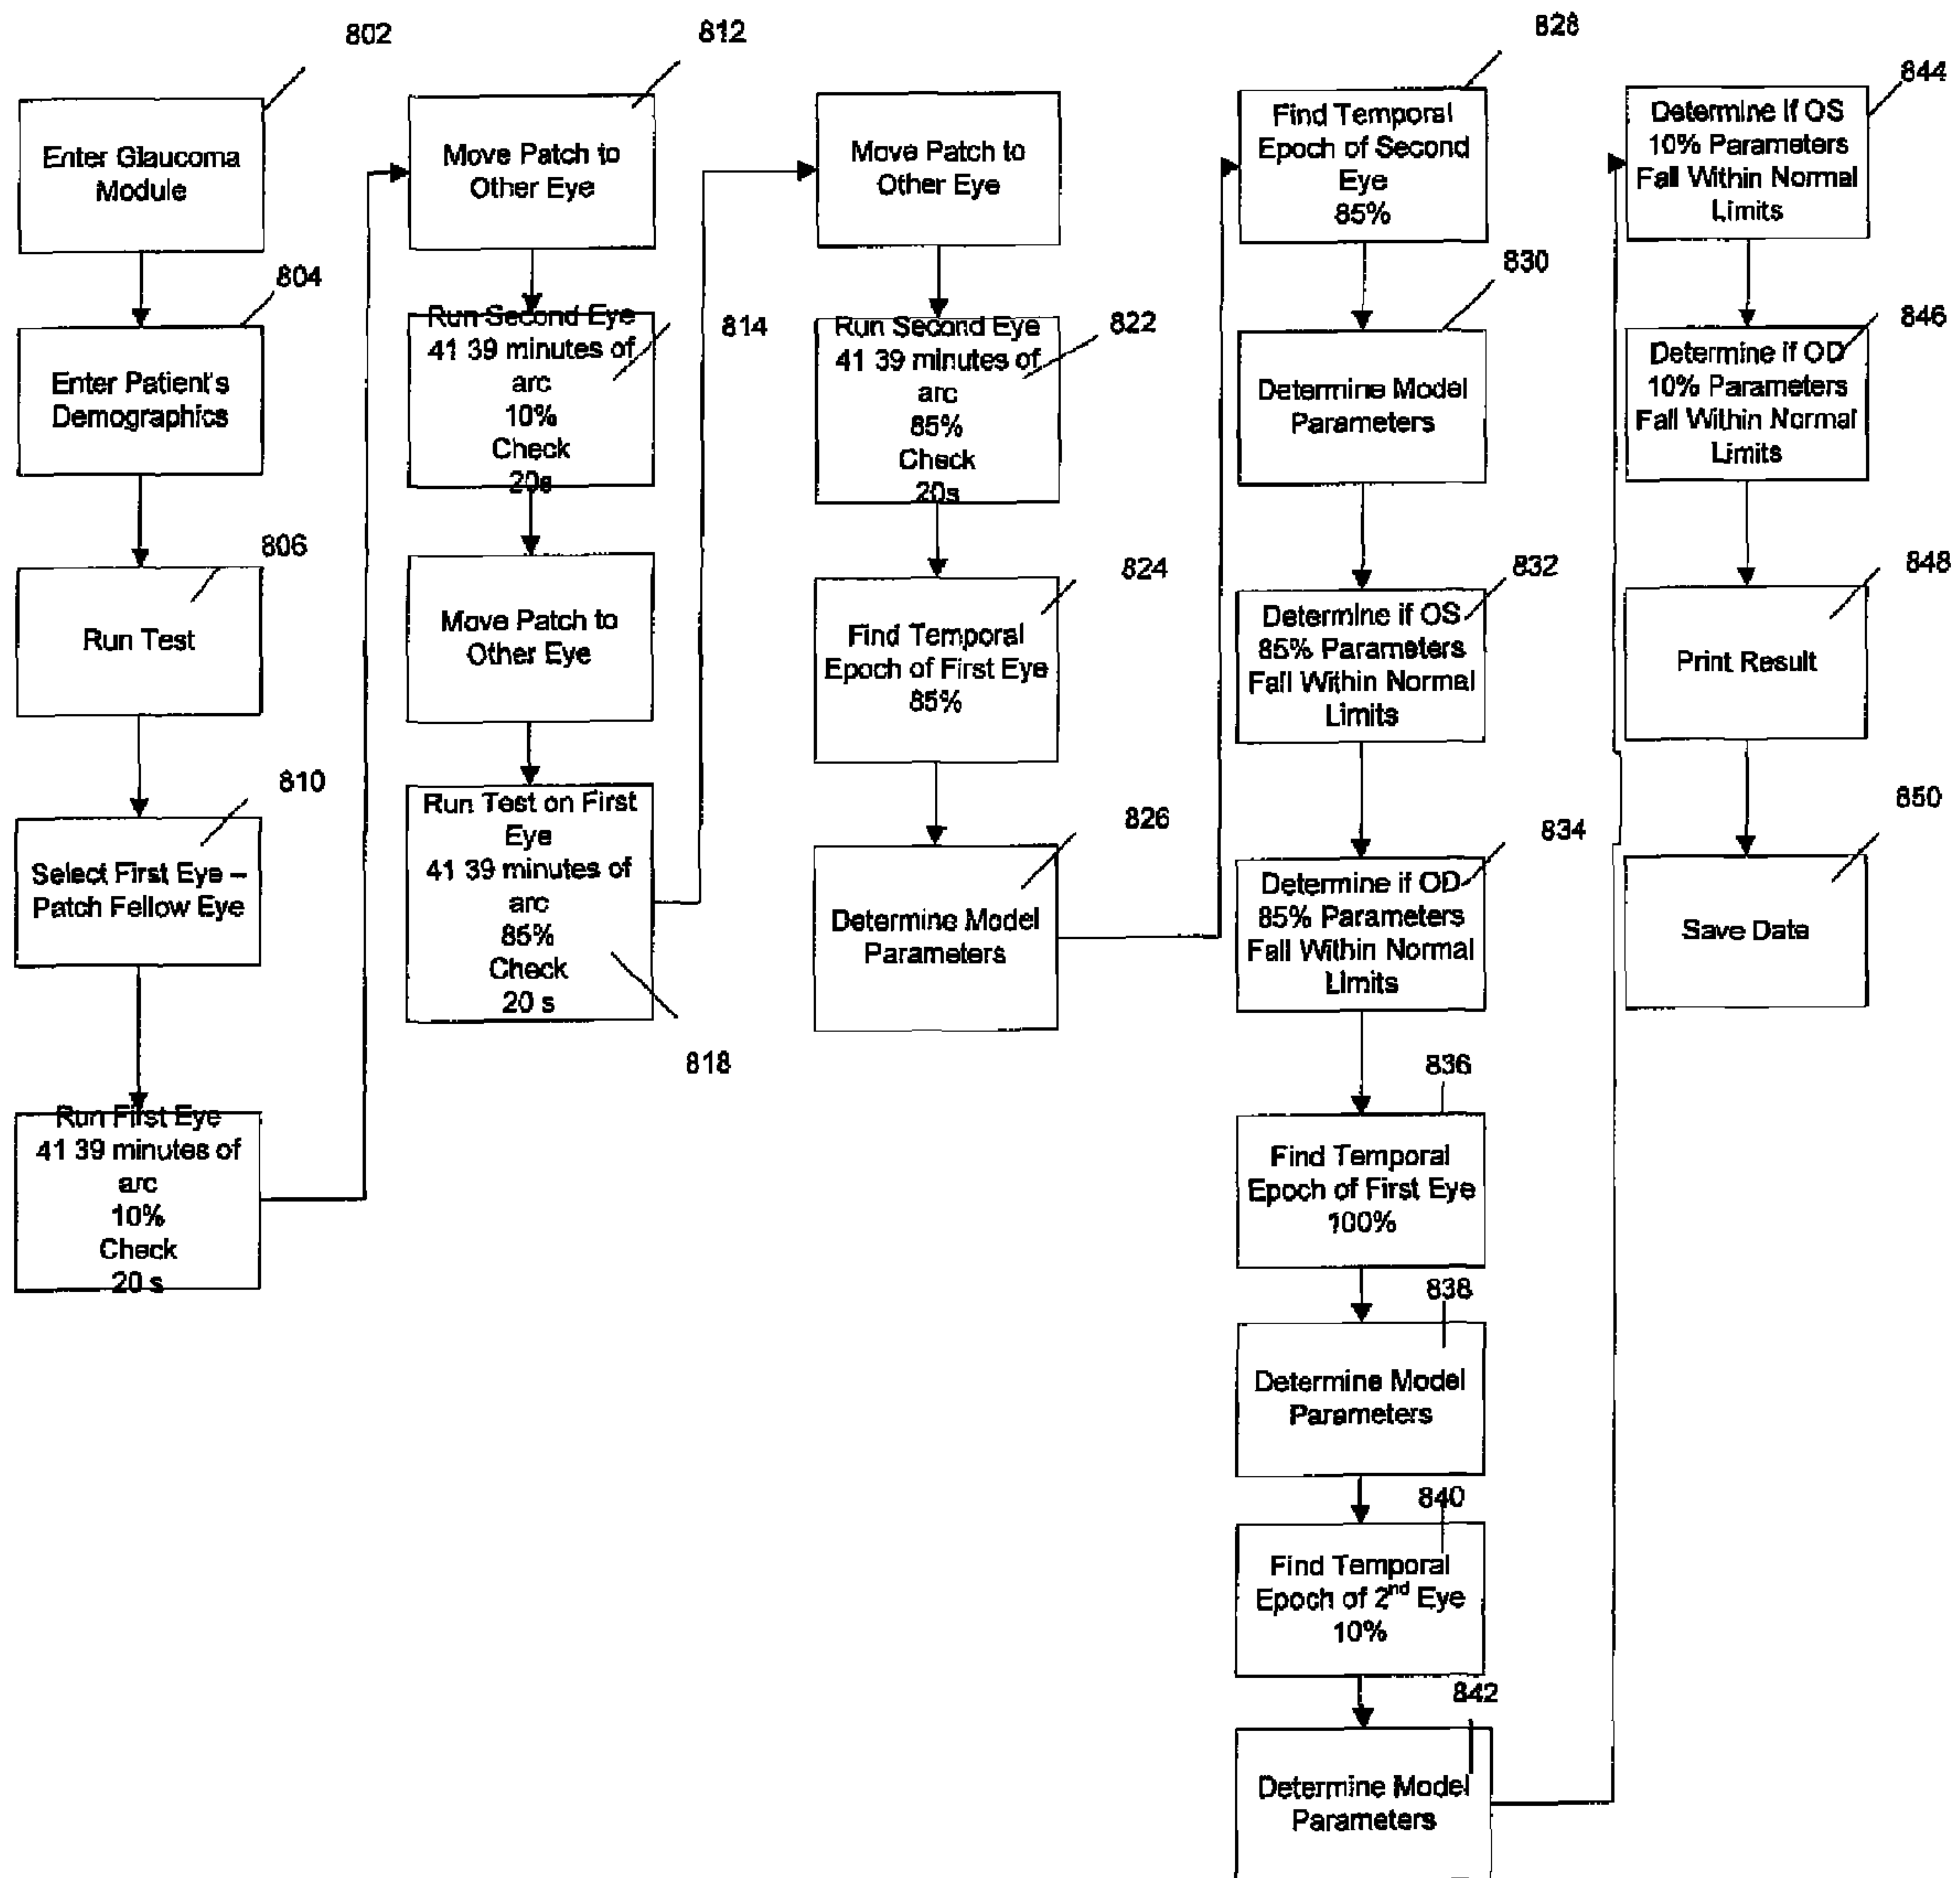 802
Enter Glaucoma
Module
804
Enter Patient's
Demographics
806
Run Test
810
Select First Eye –
Patch Fellow Eye
Run First Eye
41 39 minutes of
arc
10%
Check
20 s
812
Move Patch to
Other Eye
814
Run Second Eye
41 39 minutes of
arc
10%
Check
20s
Move Patch to
Other Eye
Run Test on First
Eye
41 39 minutes of
arc
85%
Check
20 s
818
Move Patch to
Other Eye
822
Run Second Eye
41 39 minutes of
arc
85%
Check
20s
824
Find Temporal
Epoch of First Eye
85%
826
Determine Model
Parameters
828
Find Temporal
Epoch of Second
Eye
85%
830
Determine Model
Parameters
832
Determine if OS
85% Parameters
Fall Within Normal
Limits
834
Determine if OD
85% Parameters
Fall Within Normal
Limits
836
Find Temporal
Epoch of First Eye
100%
838
Determine Model
Parameters
840
Find Temporal
Epoch of 2nd Eye
10%
842
Determine Model
Parameters
844
Determine if OS
10% Parameters
Fall Within Normal
Limits
846
Determine if OD
10% Parameters
Fall Within Normal
Limits
848
Print Result
850
Save Data